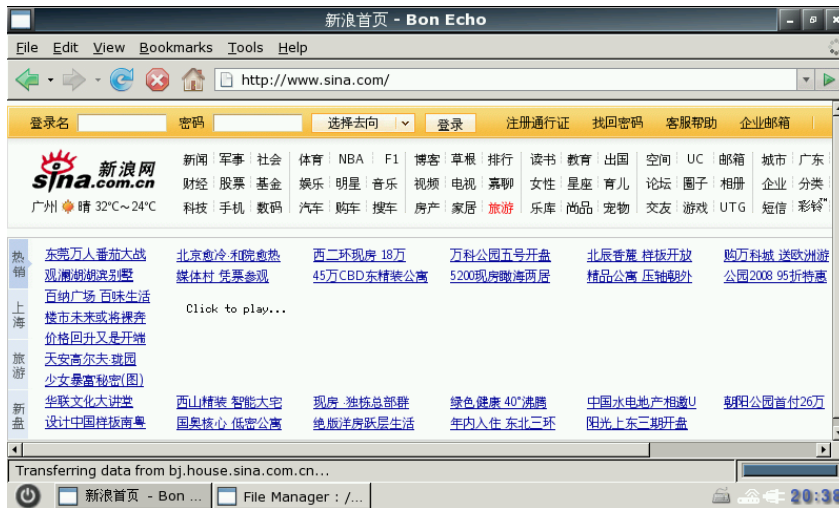 新浪首页 - Bon Echo
File Edit View Bookmarks Tools Help
http://www.sina.com/
登录名 密码 选择去向 登录 注册通行证 找回密码 客服帮助 企业邮箱
新闻 军事 社会 体育 NBA F1 博客 草根 排行 读书 教育 出国 空间 UC 邮箱 城市 广东
sina 新浪网 .com.cn
财经 股票 基金 娱乐 明星 音乐 视频 电视 嘉聊 女性 星座 育儿 论坛 圈子 相册 企业 分类
广州 晴 32℃~24℃ 科技 手机 数码 汽车 购车 搜车 房产 家居 旅游 乐库 尚品 宠物 交友 游戏 UTG 短信 彩铃
热销 东莞万人番茄大战 北京愈冷·和院愈热 西二环现房 18万 万科公园五号开盘 北辰香麓 样板开放 购万科城 送欧洲游
观澜湖湖滨别墅 媒体村 凭票参观 45万CBD东精装公寓 5200现房瞰海两居 精品公寓 压轴朝外 公园2008 95折特惠
百纳广场 百味生活
上海 楼市未来或将裸奔 Click to play...
价格回升又是开端
旅游 天安高尔夫·珑园
少女暴富秘密(图)
新盘 华联文化大讲堂 西山精装 智能大宅 现房·独栋总部群 绿色健康 40°沸腾 中国水电地产相邀U 朝阳公园首付26万
设计中国样板南粤 国奥核心 低密公寓 绝版洋房跃层生活 年内入住 东北三环 阳光上东三期开盘
Transferring data from bj.house.sina.com.cn...
新浪首页 - Bon ... File Manager : /... 20:38